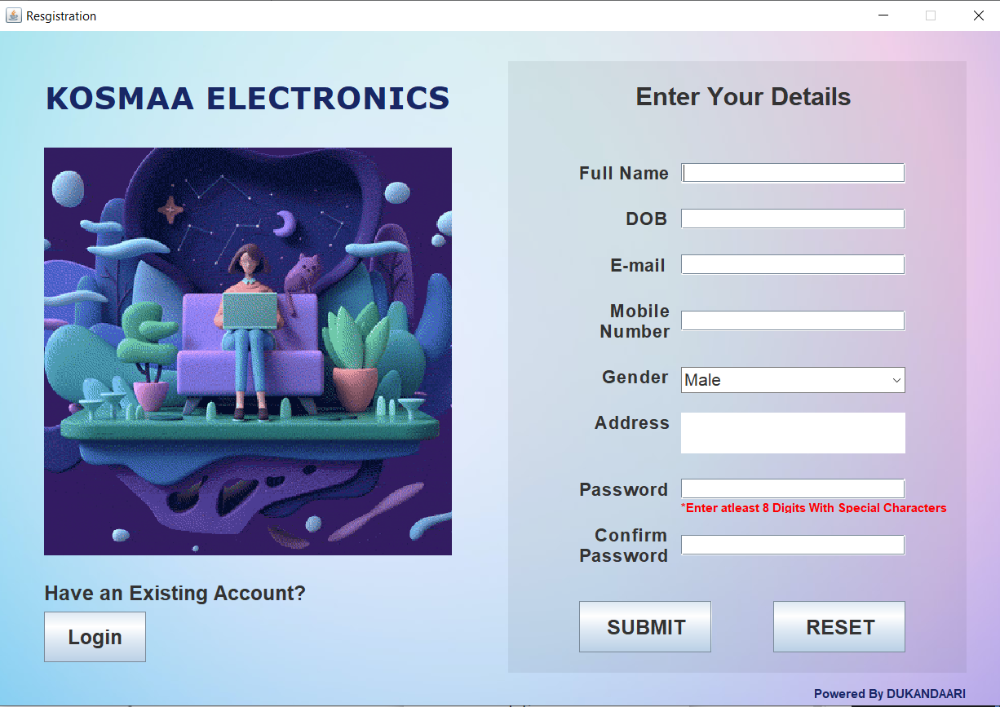 Resgistration
KOSMAA ELECTRONICS
Have an Existing Account?
Login
Enter Your Details
Full Name
DOB
E-mail
Mobile
Number
Gender
Male
Address
Password
*Enter atleast 8 Digits With Special Characters
Confirm
Password
SUBMIT
RESET
Powered By DUKANDAARI